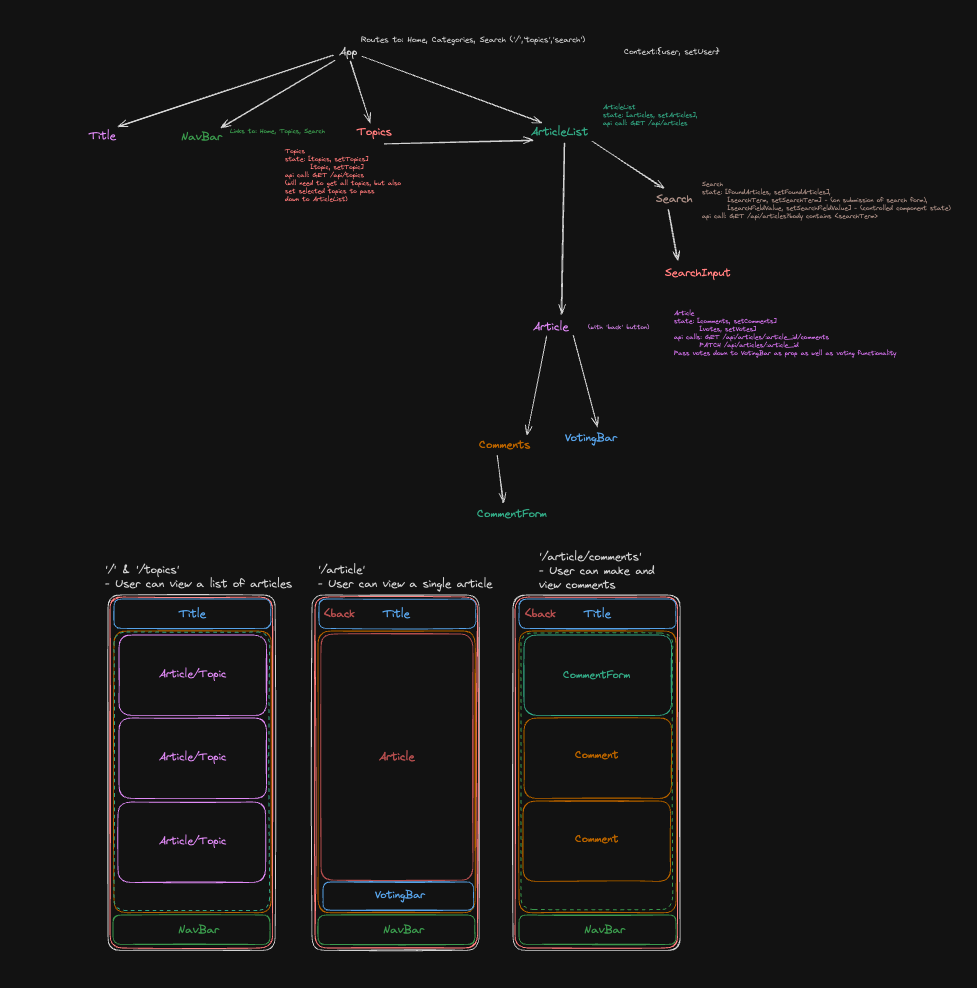 Routes to: Home, Categories, Search ('/','topics','search')
App
Context:{user, setUser}
Title
NavBar
Links to: Home, Topics, Search
Topics
ArticleList
ArticleList
state: [articles, setArticles],
api call: GET /api/articles
Topics
state: [topics, setTopics]
[topic, setTopic]
api call: GET /api/topics
(will need to get all topics, but also
set selected topics to pass
down to ArticleList)
Search
Search
state: [foundArticles, setFoundArticles],
[searchTerm, setSearchTerm] - (on submission of search form),
[searchFieldValue, setSearchFieldValue] - (controlled component state)
api call: GET /api/articles?body contains <searchTerm>
SearchInput
Article
(with 'back' button)
Article
state: [comments, setComments]
[votes, setVotes]
api calls: GET /api/articles/:article_id/comments
PATCH /api/articles/:article_id
Pass votes down to VotingBar as prop as well as voting functionality
Comments
VotingBar
CommentForm
'/' & '/topics'
- User can view a list of articles
Title
Article/Topic
Article/Topic
Article/Topic
NavBar
'/article'
- User can view a single article
<back
Title
Article
VotingBar
NavBar
'/article/comments'
- User can make and
view comments
<back
Title
CommentForm
Comment
Comment
NavBar